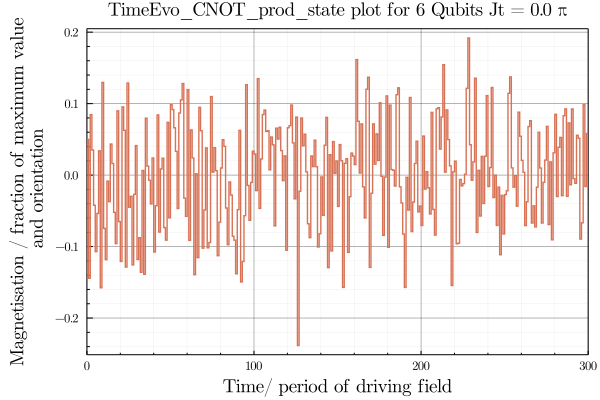 TimeEvo_CNOT_prod_state plot for 6 Qubits Jt = 0.0 π
Magnetisation / fraction of maximum value
and orientation
0.2
0.1
0.0
−0.1
−0.2
0
100
200
300
Time/ period of driving field